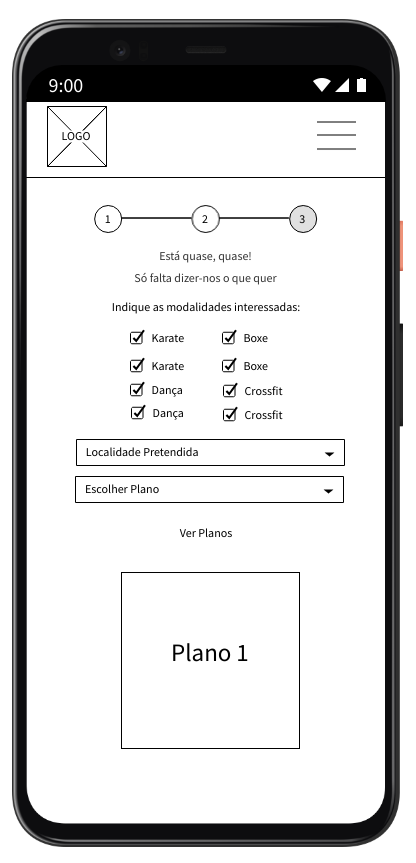 9:00
LOGO
1 2 3
Está quase, quase!
Só falta dizer-nos o que quer
Indique as modalidades interessadas:
Karate Boxe
Karate Boxe
Dança Crossfit
Dança Crossfit
Localidade Pretendida
Escolher Plano
Ver Planos
Plano 1